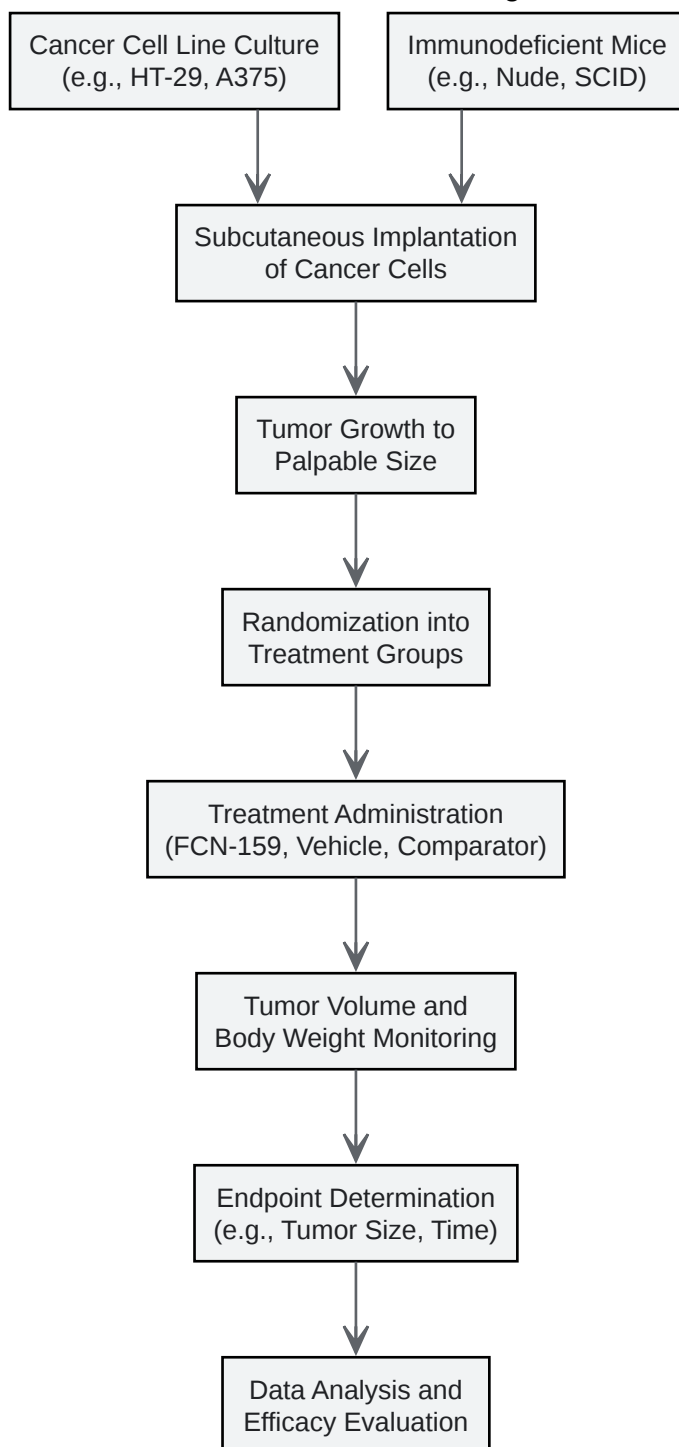 Cancer Cell Line Culture
(e.g., HT-29, A375)
Immunodeficient Mice
(e.g., Nude, SCID)
Subcutaneous Implantation
of Cancer Cells
Tumor Growth to
Palpable Size
Randomization into
Treatment Groups
Treatment Administration
(FCN-159, Vehicle, Comparator)
Tumor Volume and
Body Weight Monitoring
Endpoint Determination
(e.g., Tumor Size, Time)
Data Analysis and
Efficacy Evaluation